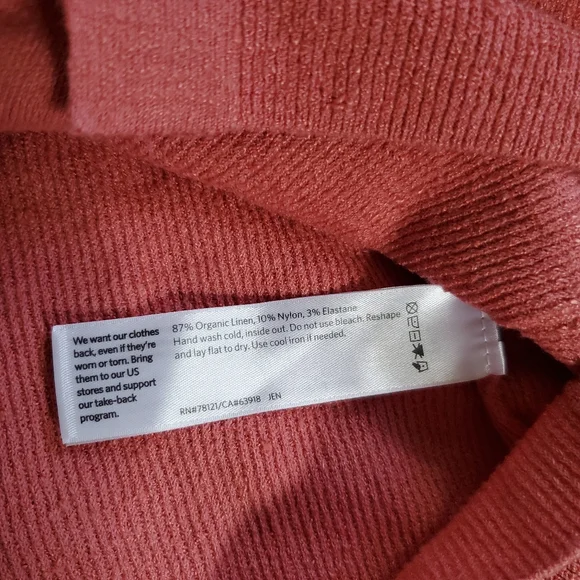 We want our clothes
back, even if they're
worn or torn. Bring
them to our US
stores and support
our take-back
program.
87% Organic Linen, 10% Nylon, 3% Elastane
Hand wash cold, inside out. Do not use bleach. Reshape
and lay flat to dry. Use cool iron if needed.
RN#78121/CA#63918 JEN